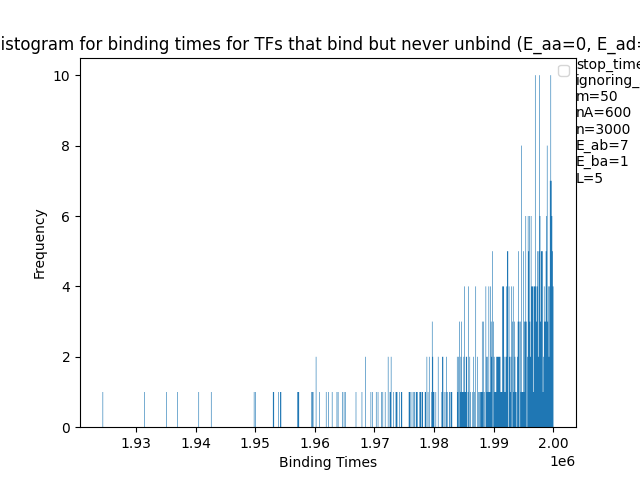 istogram for binding times for TFs that bind but never unbind (E_aa=0, E_ad=
stop_time
ignoring_
m=50
nA=600
n=3000
E_ab=7
E_ba=1
L=5
Frequency
10
8
6
4
2
0
1.93 1.94 1.95 1.96 1.97 1.98 1.99 2.00
1e6
Binding Times